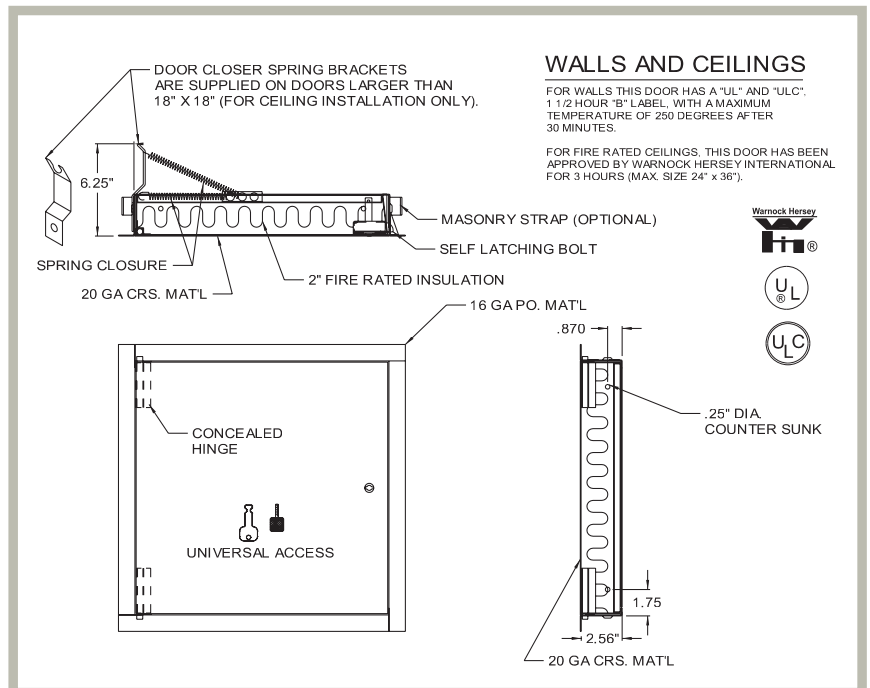 DOOR CLOSER SPRING BRACKETS
ARE SUPPLIED ON DOORS LARGER THAN
18" X 18" (FOR CEILING INSTALLATION ONLY).
WALLS AND CEILINGS
FOR WALLS THIS DOOR HAS A "UL" AND "ULC",
1 1/2 HOUR "B" LABEL, WITH A MAXIMUM
TEMPERATURE OF 250 DEGREES AFTER
30 MINUTES.
FOR FIRE RATED CEILINGS, THIS DOOR HAS BEEN
APPROVED BY WARNOCK HERSEY INTERNATIONAL
FOR 3 HOURS (MAX. SIZE 24" x 36").
6.25"
MASONRY STRAP (OPTIONAL)
SELF LATCHING BOLT
SPRING CLOSURE
2" FIRE RATED INSULATION
20 GA CRS. MAT'L
16 GA PO. MAT'L
Warnock Hersey
®
UL
®
ULC
.870
.25" DIA.
COUNTER SUNK
CONCEALED
HINGE
UNIVERSAL ACCESS
1.75
2.56"
20 GA CRS. MAT'L